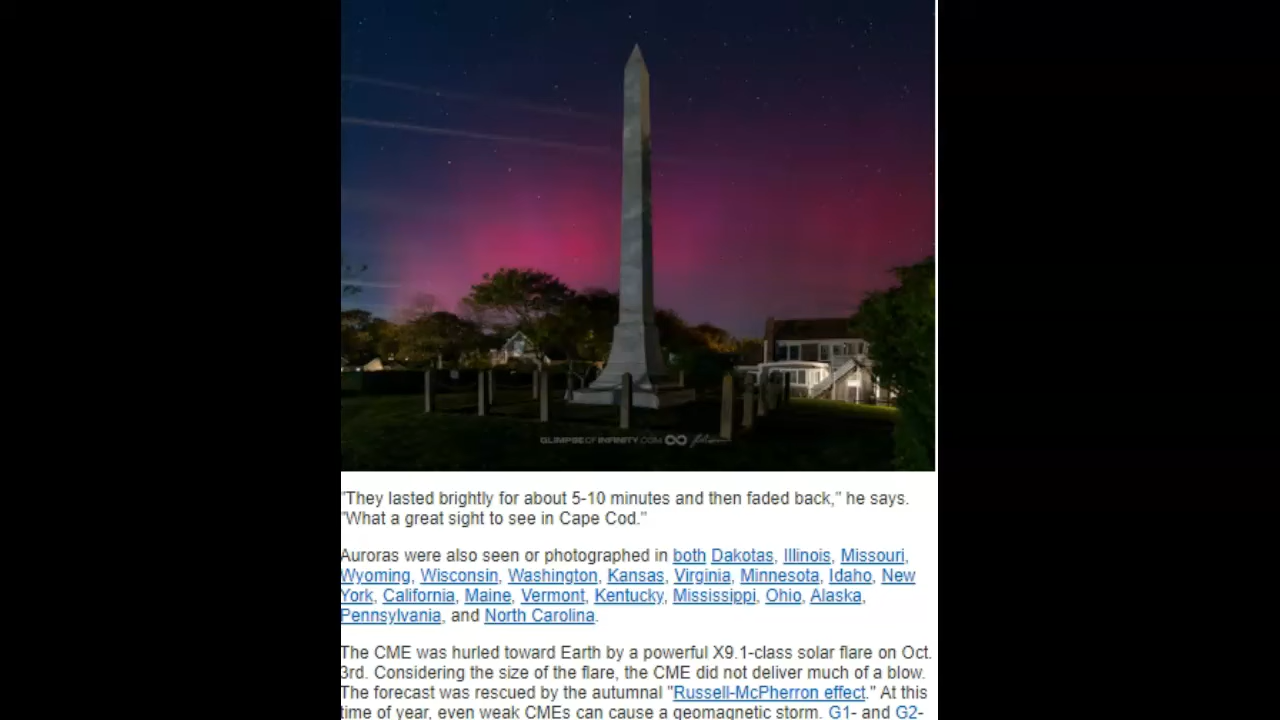 GLIMPSEOFINFINITY.COM
"They lasted brightly for about 5-10 minutes and then faded back," he says.
"What a great sight to see in Cape Cod."
Auroras were also seen or photographed in both Dakotas, Illinois, Missouri,
Wyoming, Wisconsin, Washington, Kansas, Virginia, Minnesota, Idaho, New
York, California, Maine, Vermont, Kentucky, Mississippi, Ohio, Alaska,
Pennsylvania, and North Carolina.
The CME was hurled toward Earth by a powerful X9.1-class solar flare on Oct.
3rd. Considering the size of the flare, the CME did not deliver much of a blow.
The forecast was rescued by the autumnal "Russell-McPherron effect." At this
time of year, even weak CMEs can cause a geomagnetic storm. G1- and G2-